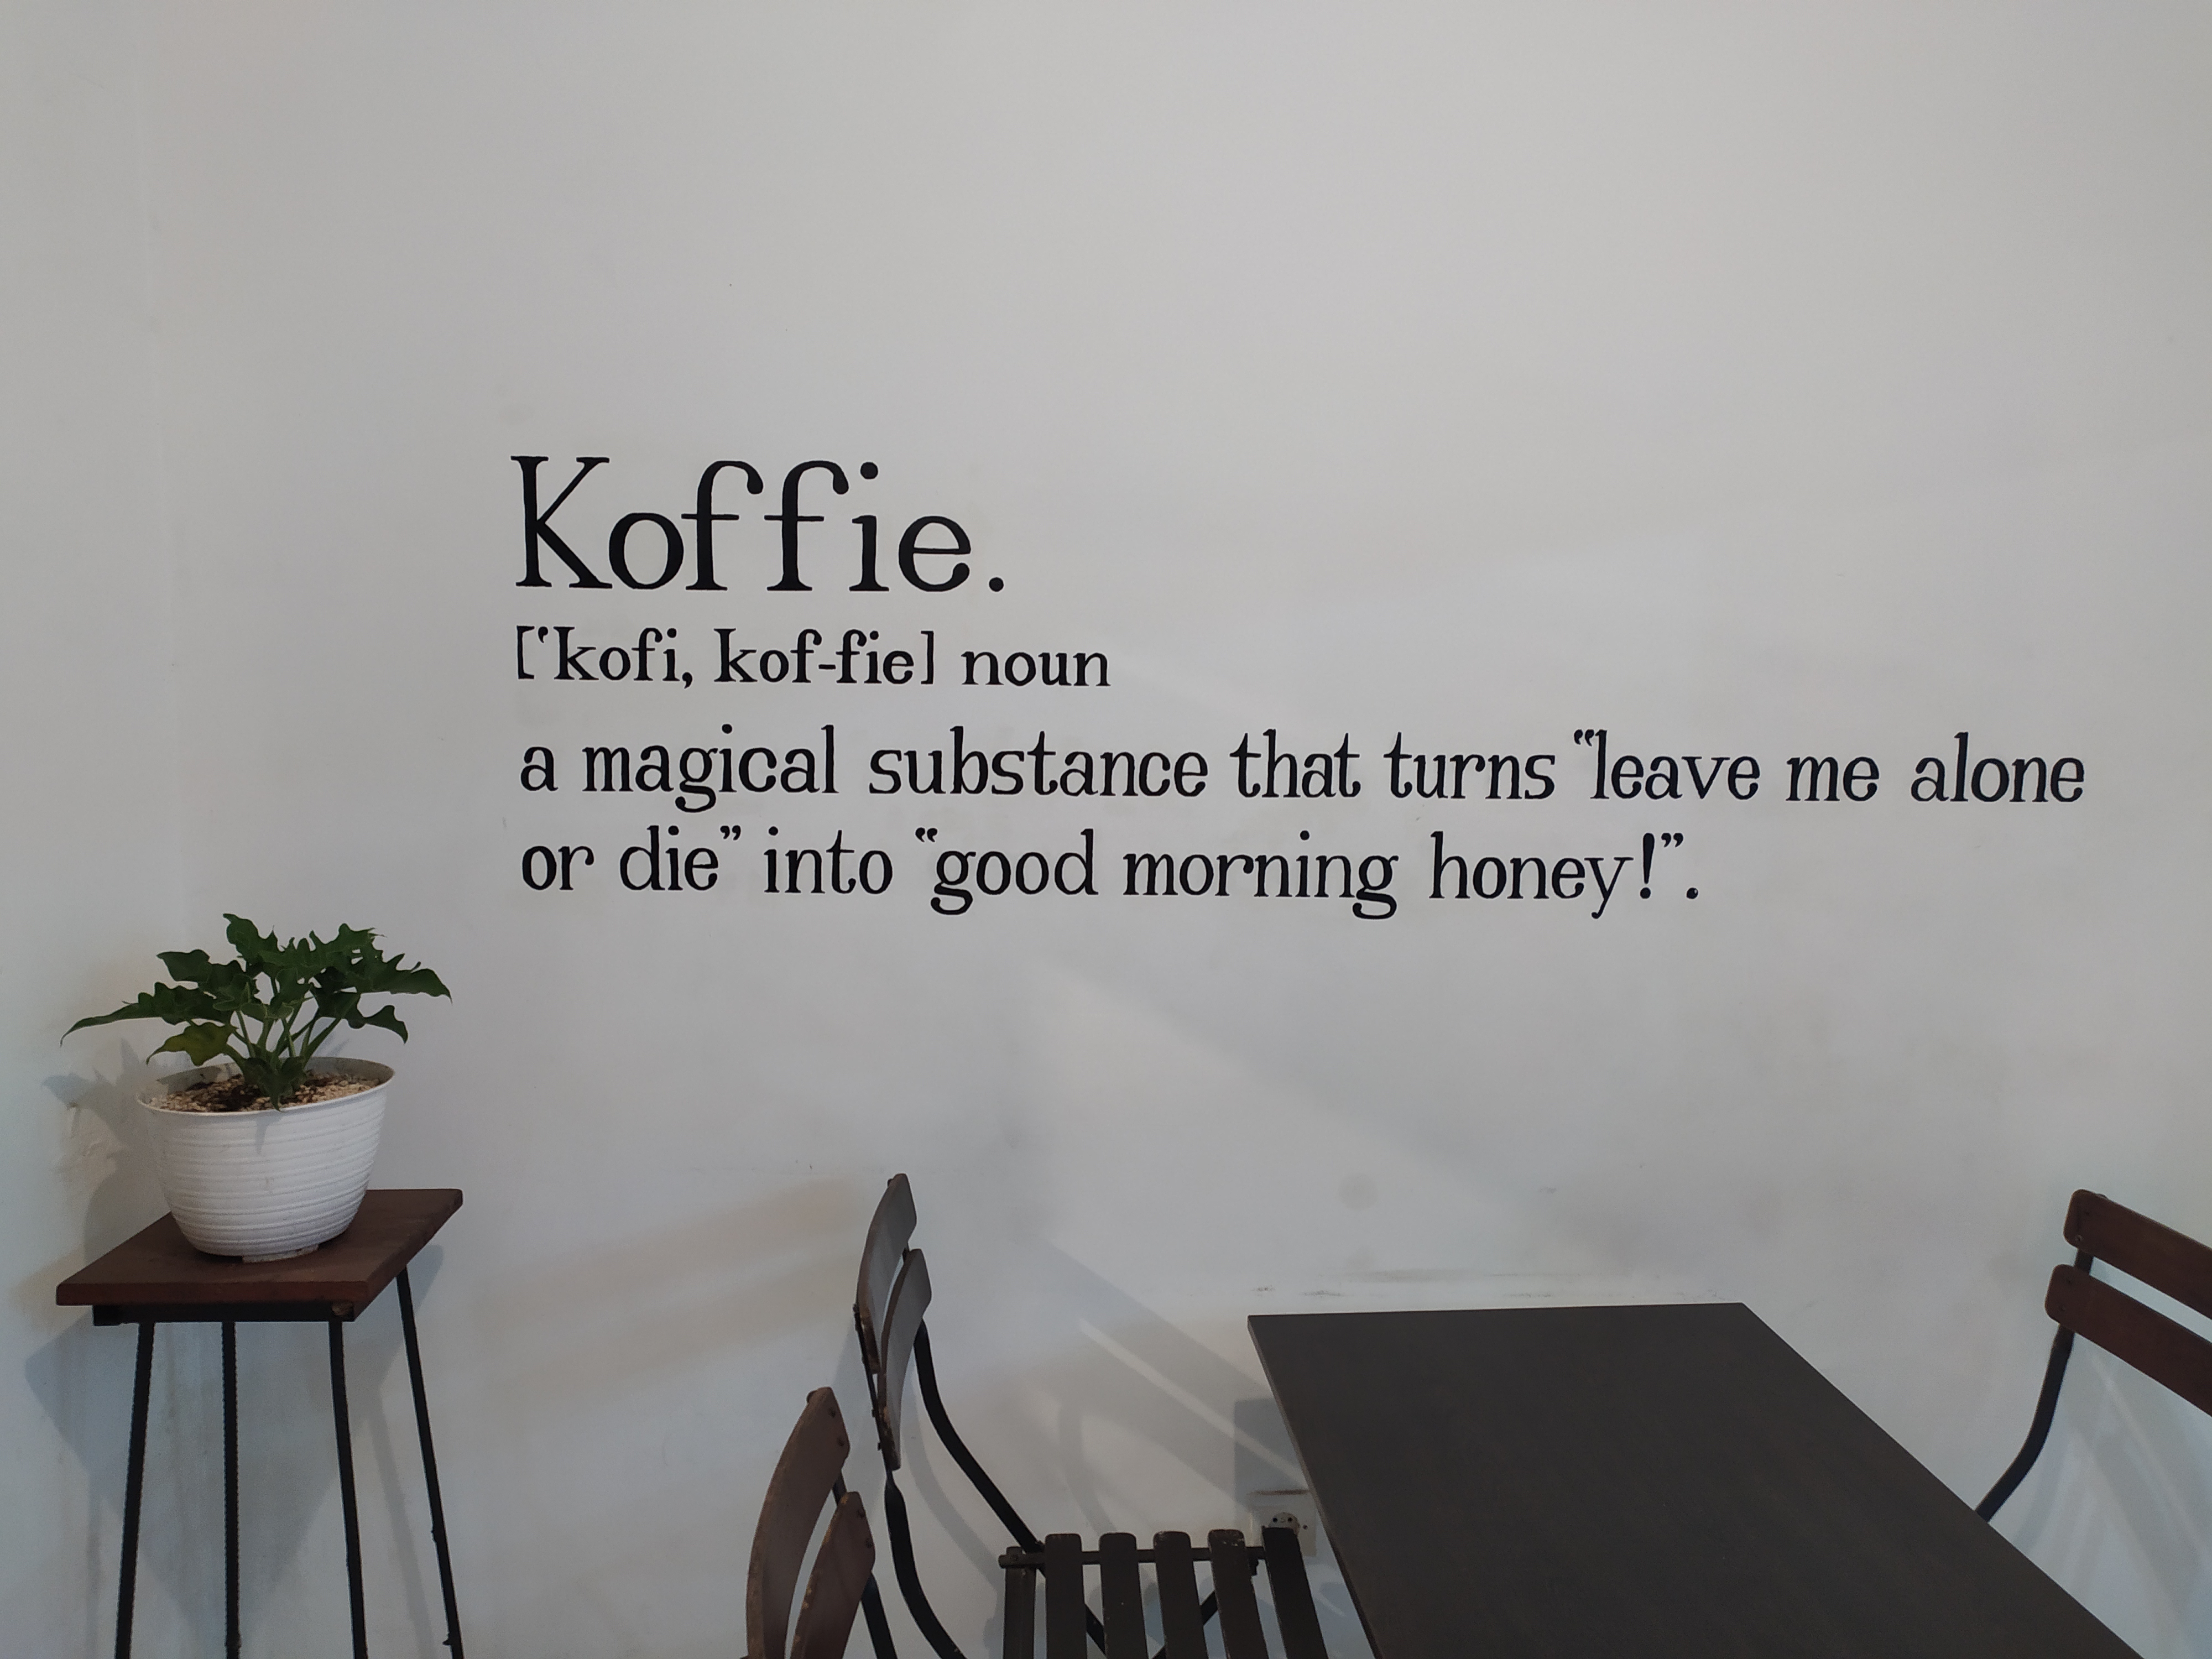 Koffie.
[‘kofi, kof-fie] noun
a magical substance that turns “leave me alone
or die” into “good morning honey!”.